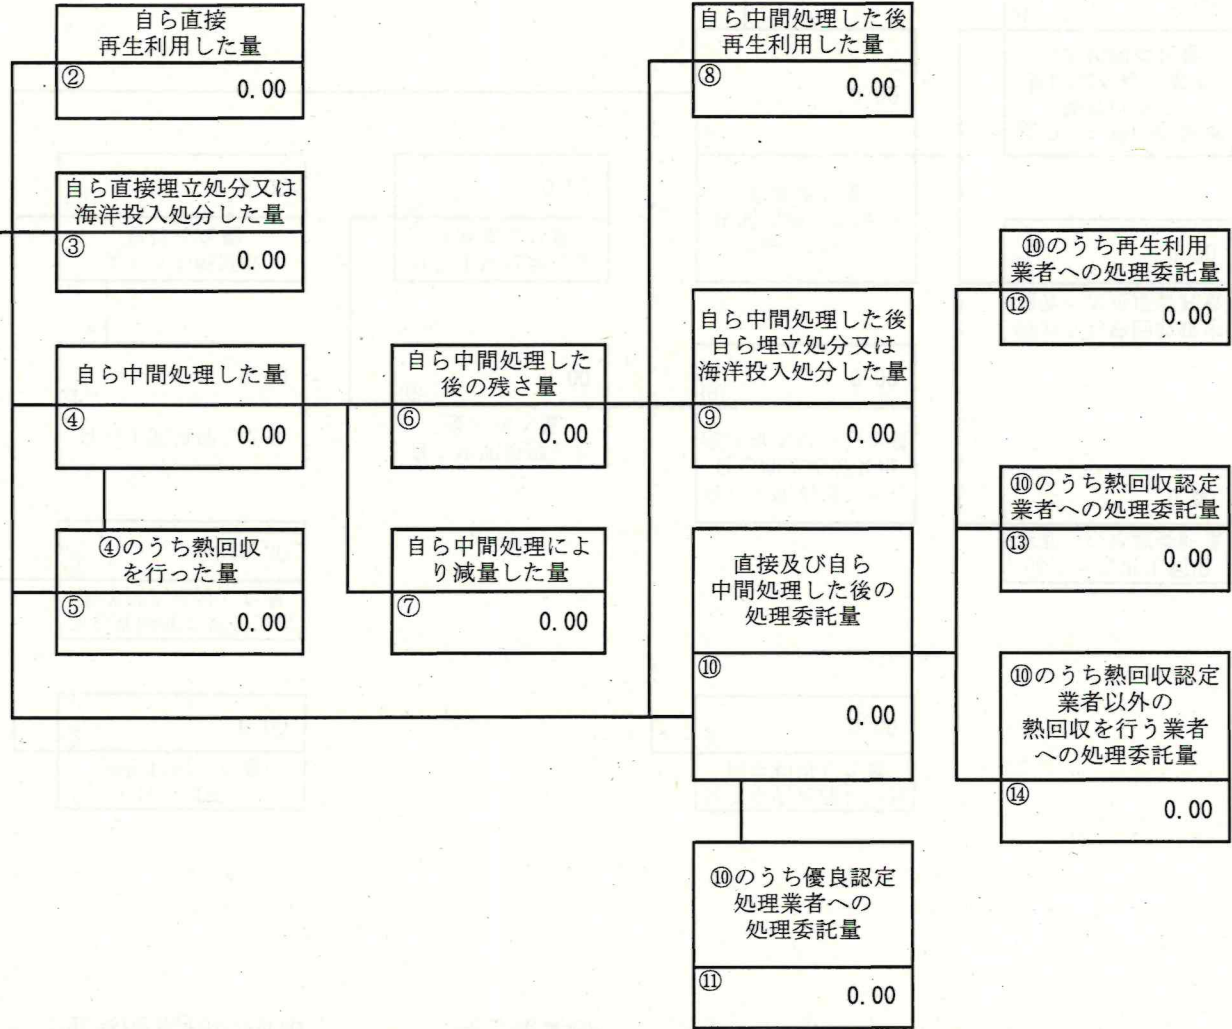 自ら直接
再生利用した量
②
0.00
自ら直接埋立処分又は
海洋投入処分した量
③
0.00
自ら中間処理した量
④
0.00
④のうち熱回収
を行った量
⑤
0.00
自ら中間処理した
後の残さ量
⑥
0.00
自ら中間処理によ
り減量した量
⑦
0.00
自ら中間処理した後
再生利用した量
⑧
0.00
自ら中間処理した後
自ら埋立処分又は
海洋投入処分した量
⑨
0.00
直接及び自ら
中間処理した後の
処理委託量
⑩
0.00
⑩のうち優良認定
処理業者への
処理委託量
⑪
0.00
⑩のうち再生利用
業者への処理委託量
⑫
0.00
⑩のうち熱回収認定
業者への処理委託量
⑬
0.00
⑩のうち熱回収認定
業者以外の
熱回収を行う業者
への処理委託量
⑭
0.00